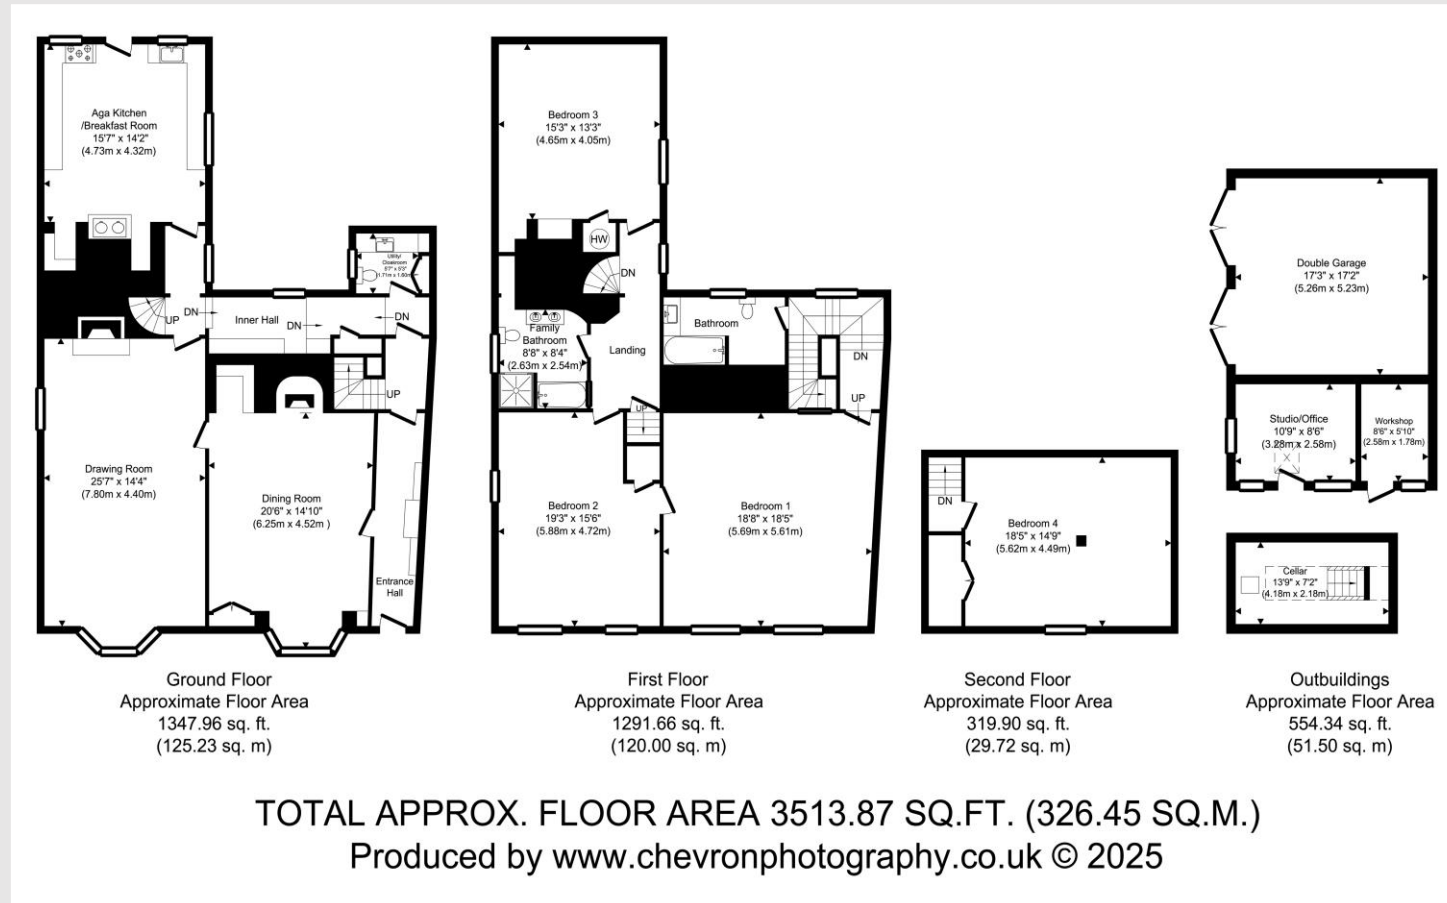 Aga Kitchen
/Breakfast Room
15'7" x 14'2"
(4.73m x 4.32m)
Utility/
Cloakroom
5'7" x 5'3"
UP
DN
Inner Hall
DN
DN
UP
Drawing Room
25'7" x 14'4"
(7.80m x 4.40m)
Dining Room
20'6" x 14'10"
(6.25m x 4.52m )
Entrance
Hall
Ground Floor
Approximate Floor Area
1347.96 sq. ft.
(125.23 sq. m)
Bedroom 3
15'3" x 13'3"
(4.65m x 4.05m)
HW
DN
Family
Bathroom
8'8" x 8'4"
(2.63m x 2.54m)
Landing
Bathroom
DN
UP
UP
Bedroom 2
19'3" x 15'6"
(5.88m x 4.72m)
Bedroom 1
18'8" x 18'5"
(5.69m x 5.61m)
First Floor
Approximate Floor Area
1291.66 sq. ft.
(120.00 sq. m)
DN
Bedroom 4
18'5" x 14'9"
(5.62m x 4.49m)
Second Floor
Approximate Floor Area
319.90 sq. ft.
(29.72 sq. m)
Double Garage
17'3" x 17'2"
(5.26m x 5.23m)
Studio/Office
10'9" x 8'6"
(3.28m x 2.58m)
Workshop
8'6" x 5'10"
(2.58m x 1.78m)
Cellar
13'9" x 7'2"
(4.18m x 2.18m)
Outbuildings
Approximate Floor Area
554.34 sq. ft.
(51.50 sq. m)
TOTAL APPROX. FLOOR AREA 3513.87 SQ.FT. (326.45 SQ.M.)
Produced by www.chevronphotography.co.uk © 2025